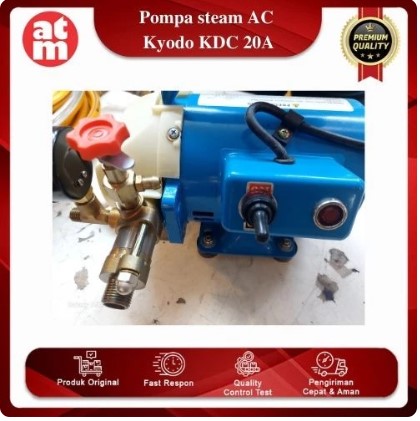 atm
Pompa steam AC
Kyodo KDC 20A
PREMIUM
QUALITY
Produk Original
Fast Respon
Quality
Control Test
Pengiriman
Cepat & Aman